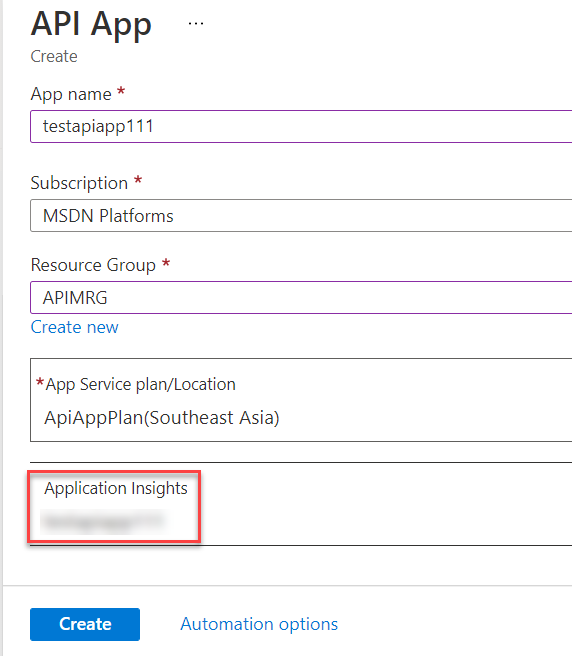 API App ...
Create
App name *
testapiapp111
Subscription *
MSDN Platforms
Resource Group *
APIMRG
Create new
*App Service plan/Location
ApiAppPlan(Southeast Asia)
Application Insights
Create Automation options